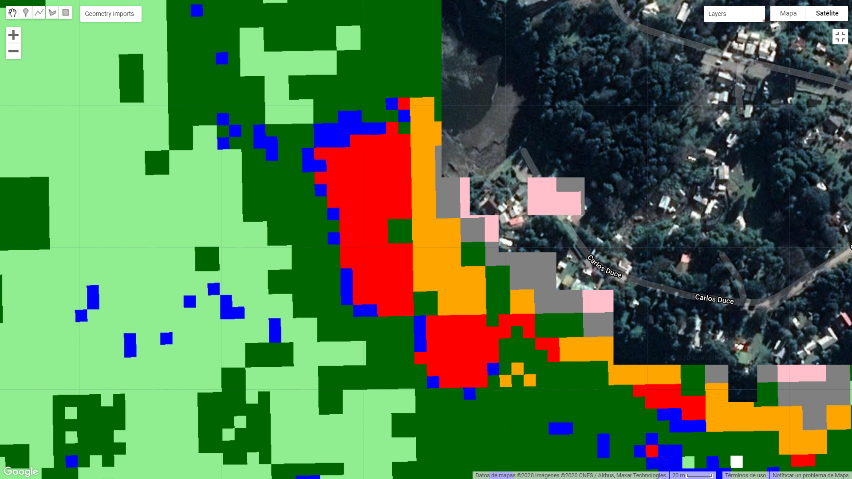 Geometry Imports
Layers
Mapa
Satélite
Carlos Duce
Carlos Duce
Google
Datos de mapas ©2020 Imágenes ©2020 CNES / Airbus, Maxar Technologies
20 m
Términos de uso
Notificar un problema de Maps